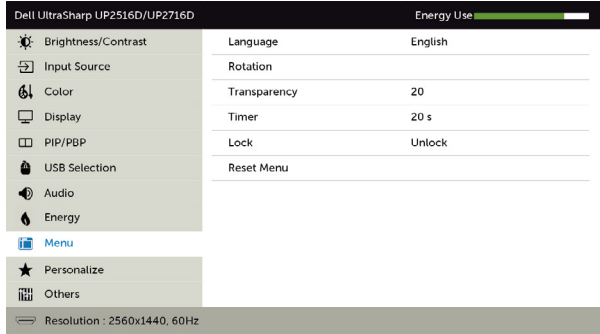 Dell UltraSharp UP2516D/UP2716D Energy Use
Brightness/Contrast Language English
Input Source Rotation
Color Transparency 20
Display Timer 20 s
PIP/PBP Lock Unlock
USB Selection Reset Menu
Audio
Energy
Menu
Personalize
Others
Resolution : 2560x1440, 60Hz